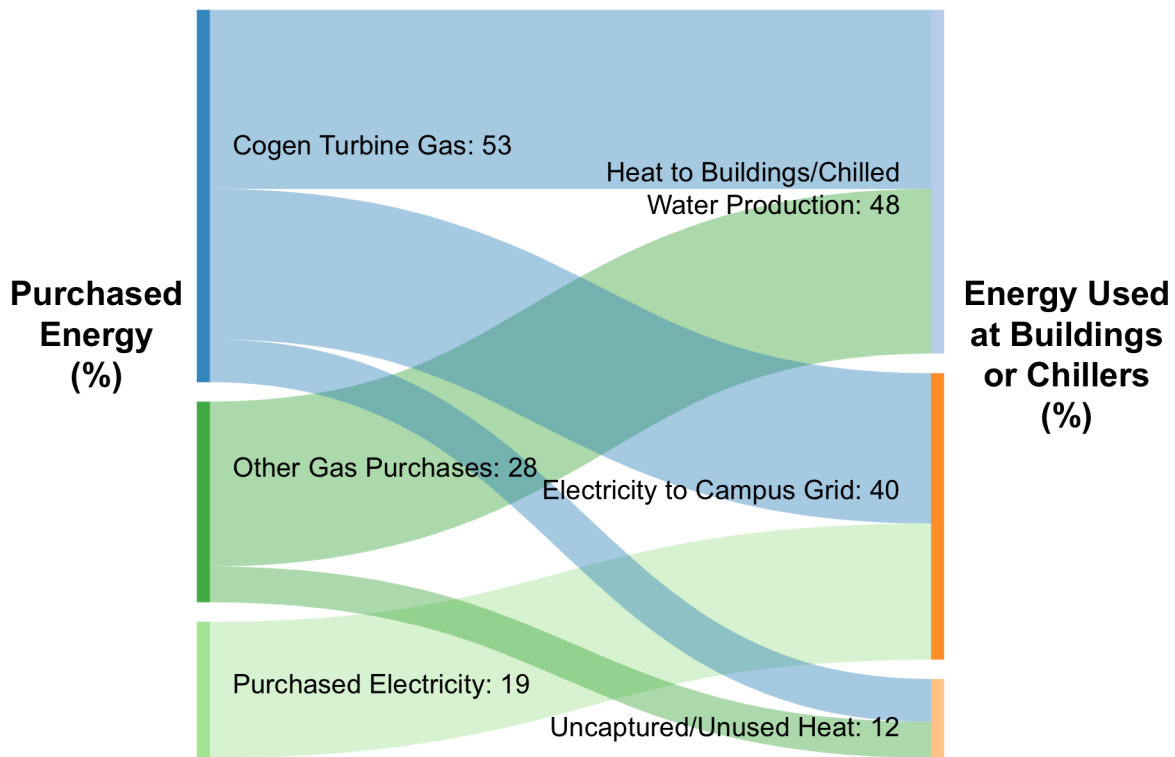 Cogen Turbine Gas: 53
Heat to Buildings/Chilled
Water Production: 48
Purchased
Energy
(%)
Energy Used
at Buildings
or Chillers
(%)
Other Gas Purchases: 28
Electricity to Campus Grid: 40
Purchased Electricity: 19
Uncaptured/Unused Heat: 12